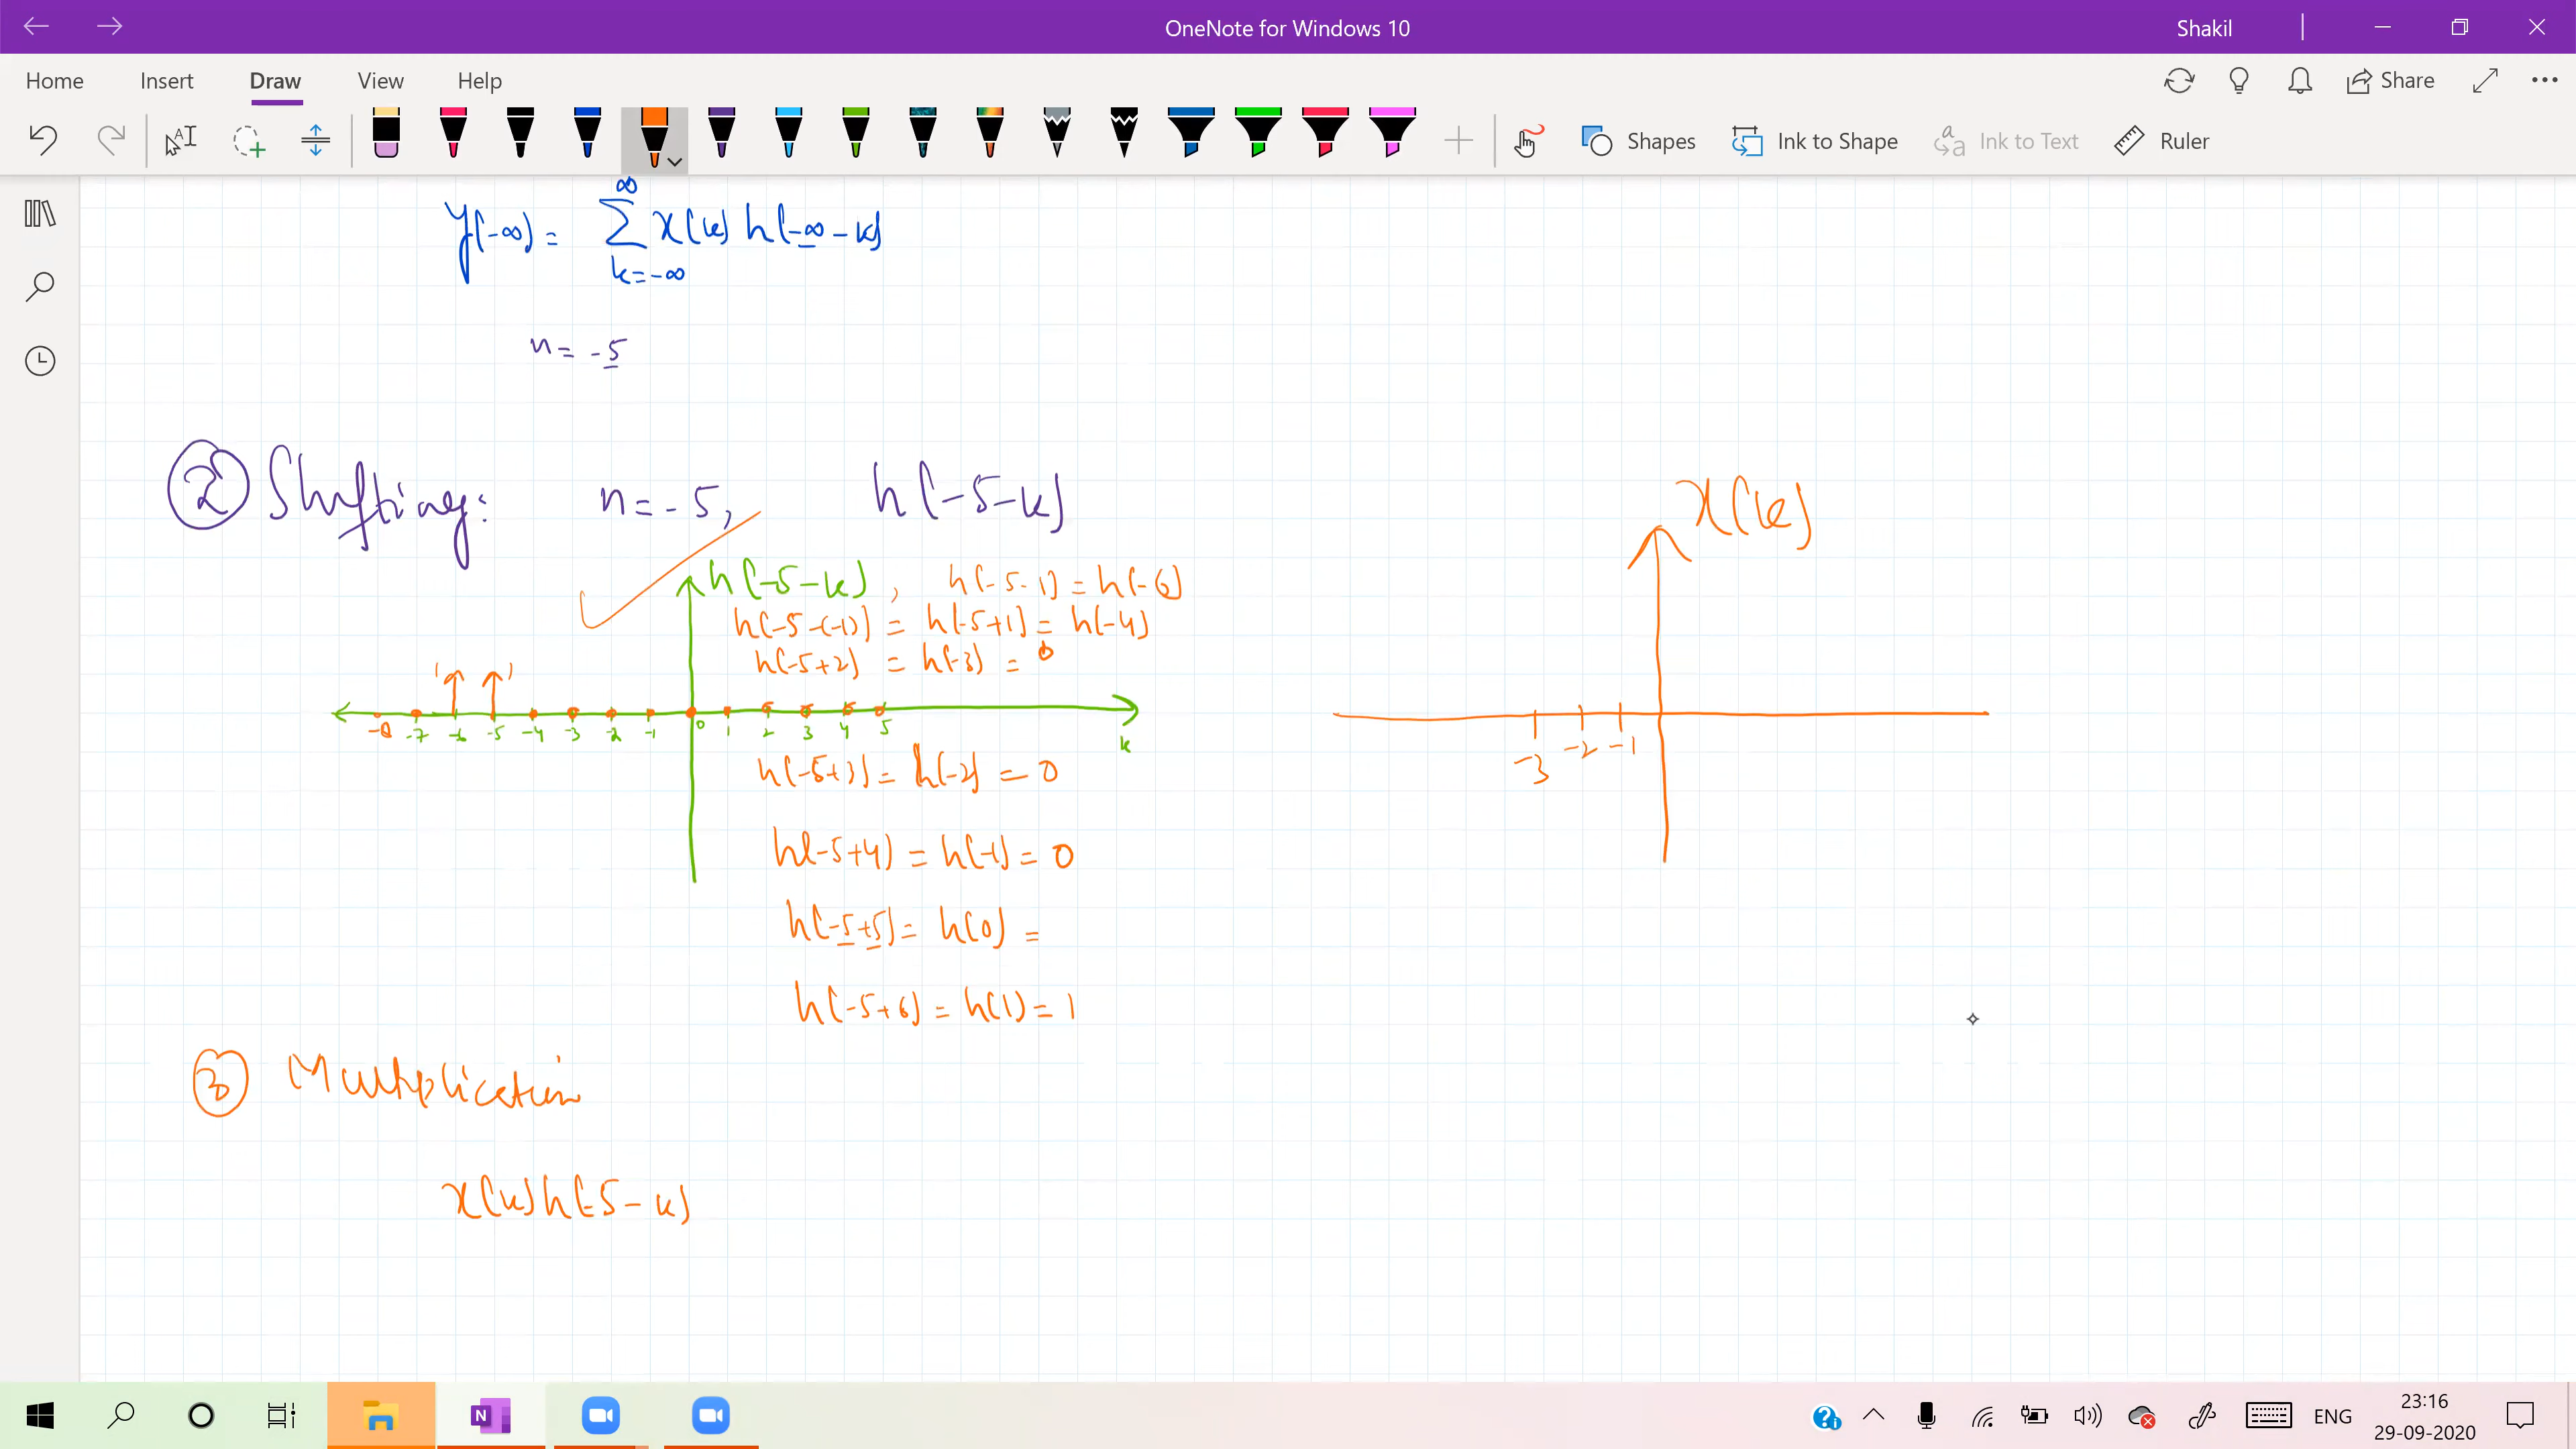 OneNote for Windows 10
Shakil
Home Insert Draw View Help
Share
Shapes Ink to Shape Ink to Text Ruler
y(-∞) = ∞ Σ k=-∞ x(k) h(-∞-k)
n = -5
② Shifting: n = -5, h(-5-k)
x(k)
h(-5-k) , h(-5-1) = h(-6)
h(-5-(-1)) = h(-5+1) = h(-4)
h(-5+2) = h(-3) = 0
1 1
-8 -7 -6 -5 -4 -3 -2 -1 0 1 2 3 4 5
k
-3 -2 -1
h(-5+3) = h(-2) = 0
h(-5+4) = h(-1) = 0
h(-5+5) = h(0) =
h(-5+6) = h(1) = 1
③ Multiplication
x(k)h(-5-k)
ENG
23:16
29-09-2020